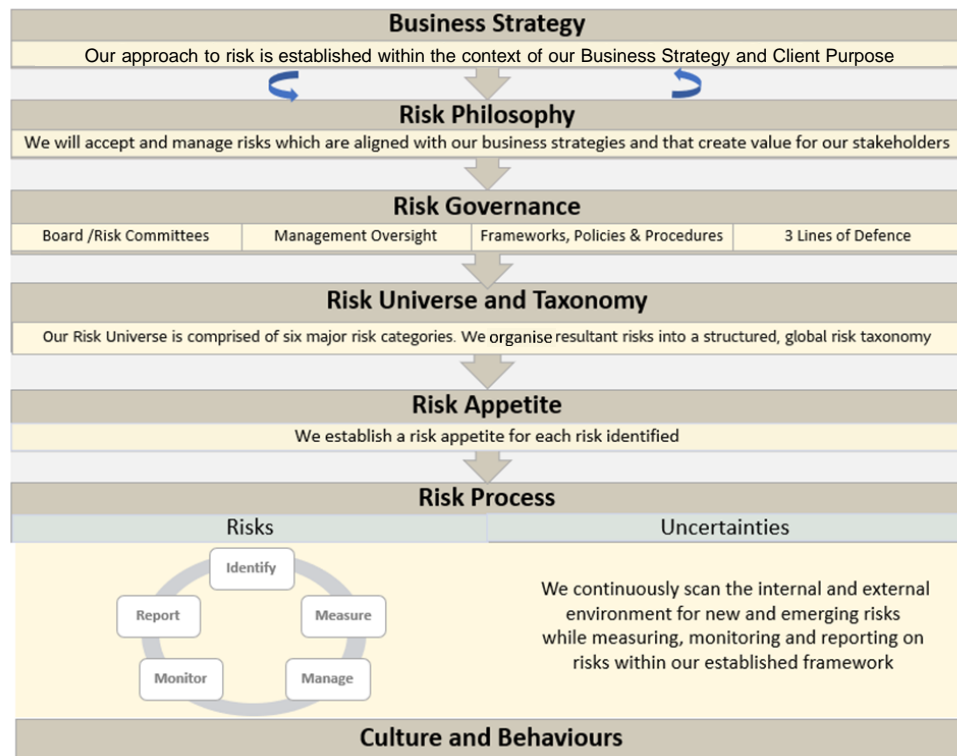 Business Strategy
Our approach to risk is established within the context of our Business Strategy and Client Purpose
Risk Philosophy
We will accept and manage risks which are aligned with our business strategies and that create value for our stakeholders
Risk Governance
Board /Risk Committees
Management Oversight
Frameworks, Policies & Procedures
3 Lines of Defence
Risk Universe and Taxonomy
Our Risk Universe is comprised of six major risk categories. We organise resultant risks into a structured, global risk taxonomy
Risk Appetite
We establish a risk appetite for each risk identified
Risk Process
Risks
Uncertainties
Identify
Measure
Manage
Monitor
Report
We continuously scan the internal and external
environment for new and emerging risks
while measuring, monitoring and reporting on
risks within our established framework
Culture and Behaviours